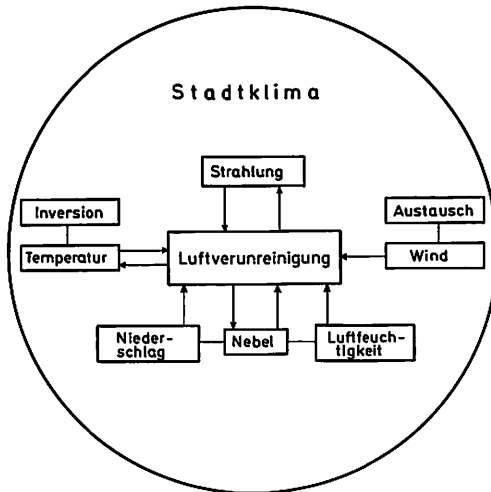 Stadtklima
Strahlung
Inversion
Austausch
Temperatur
Luftverunreinigung
Wind
Nieder-
schlag
Nebel
Luftfeuch-
tigkeit